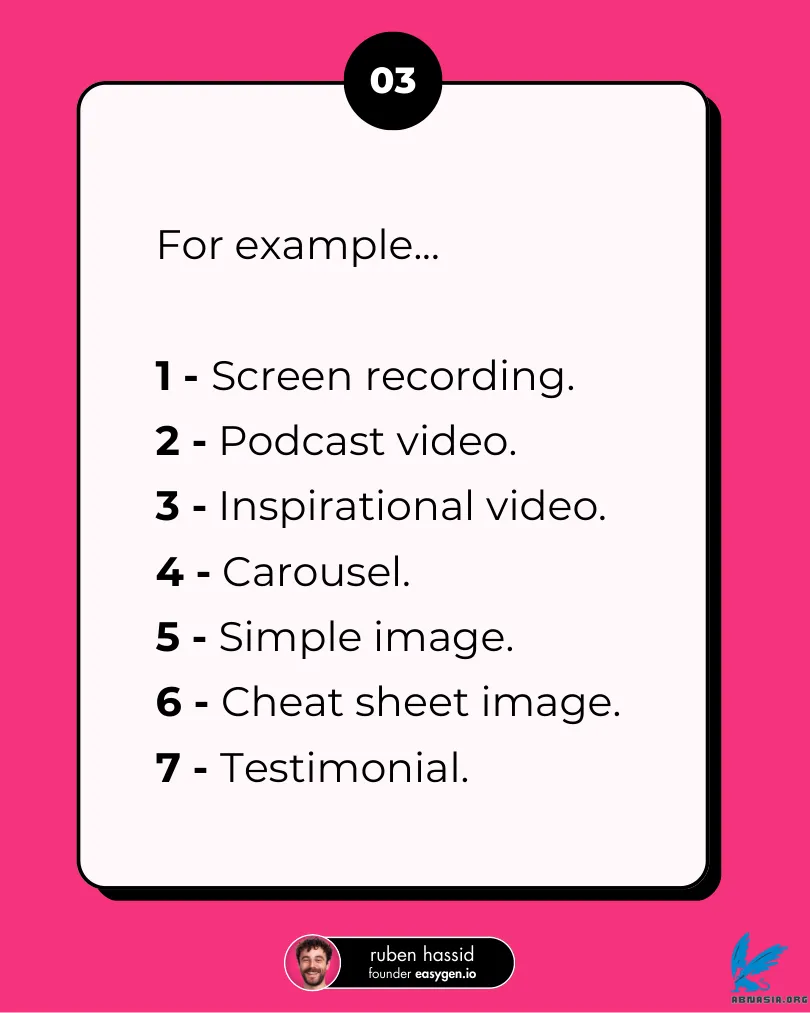 03
For example...
1 - Screen recording.
2 - Podcast video.
3 - Inspirational video.
4 - Carousel.
5 - Simple image.
6 - Cheat sheet image.
7 - Testimonial.
ruben hassid
founder easygen.io
ABNASIA.ORG